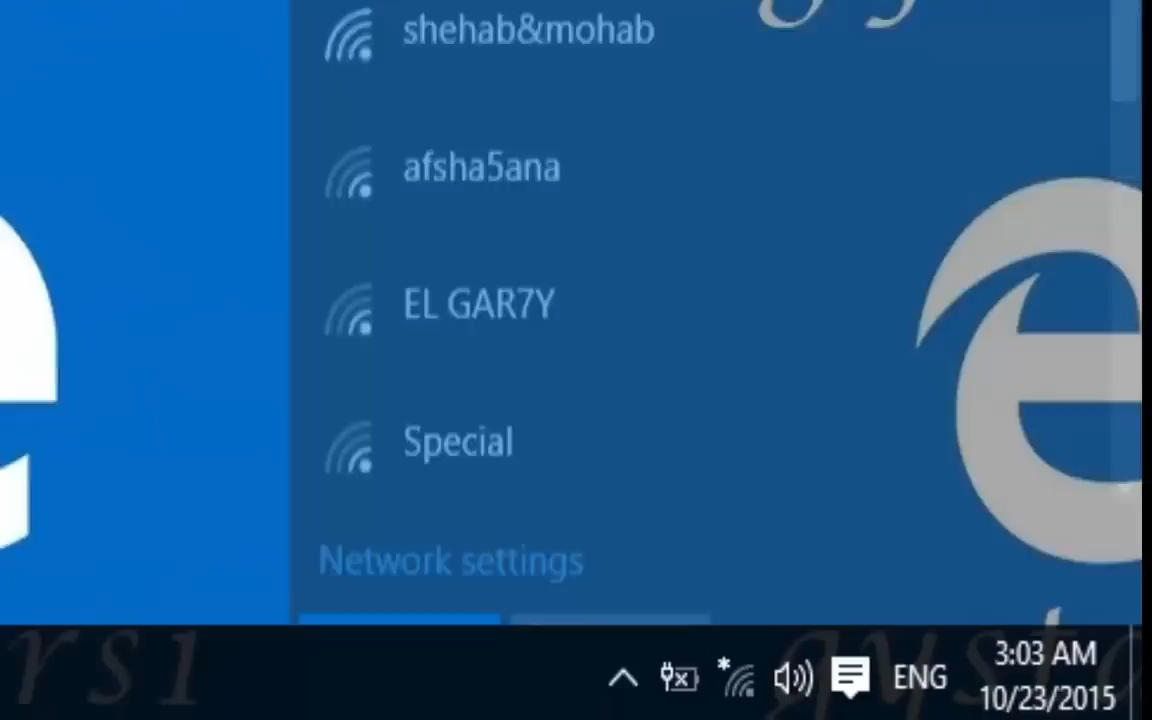 shehab&mohab
afsha5ana
EL GAR7Y
Special
Network settings
ENG
3:03 AM
10/23/2015